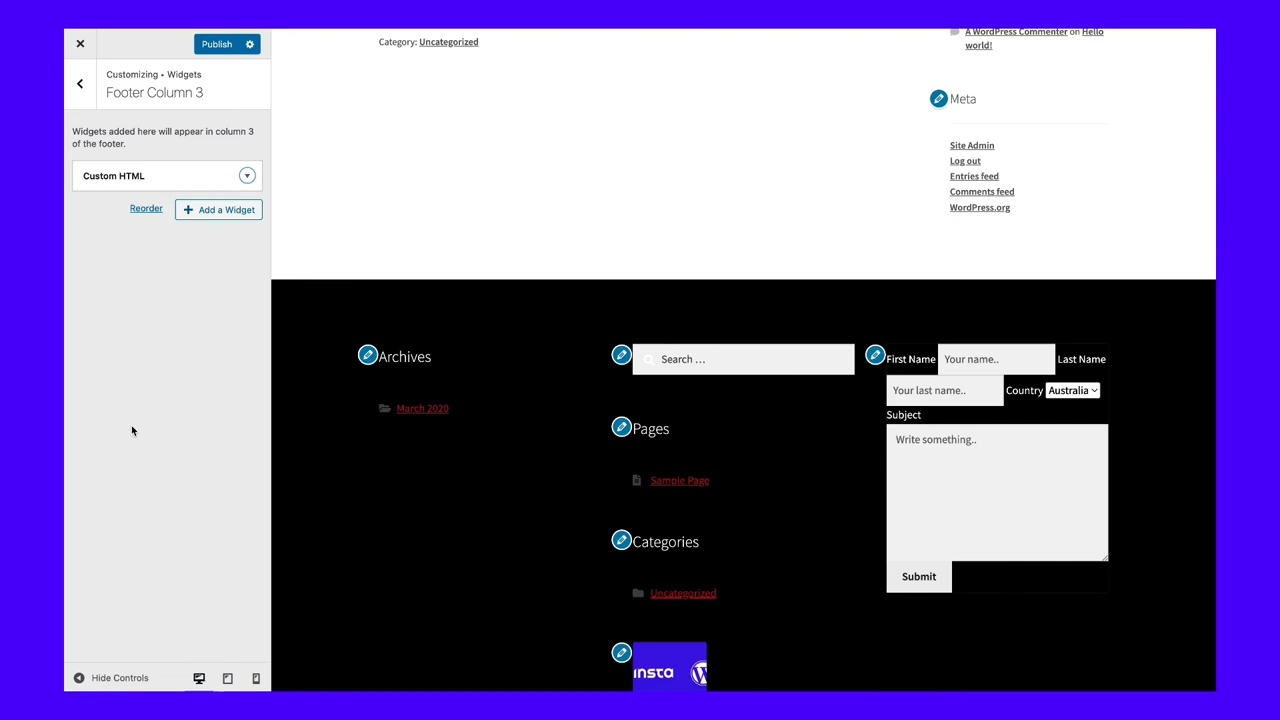 Publish
Customizing • Widgets
Footer Column 3
Widgets added here will appear in column 3
of the footer.
Custom HTML
Reorder
Add a Widget
Hide Controls
Category: Uncategorized
A WordPress Commenter on Hello
world!
Meta
Site Admin
Log out
Entries feed
Comments feed
WordPress.org
Archives
March 2020
Search …
Pages
Sample Page
Categories
Uncategorized
insta
First Name Your name.. Last Name
Your last name.. Country Australia
Subject
Write something..
Submit